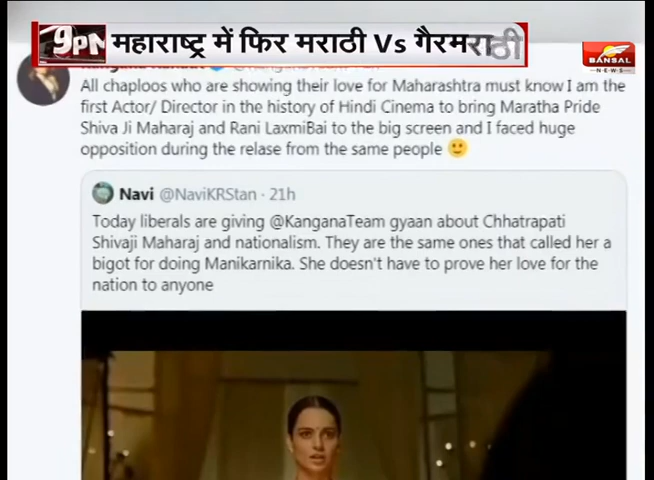 9PM महाराष्ट्र में फिर मराठी Vs गैरमराठी
BANSAL
NEWS
All chaploos who are showing their love for Maharashtra must know I am the
first Actor/ Director in the history of Hindi Cinema to bring Maratha Pride
Shiva Ji Maharaj and Rani LaxmiBai to the big screen and I faced huge
opposition during the relase from the same people 🙂
Navi @NaviKRStan · 21h
Today liberals are giving @KanganaTeam gyaan about Chhatrapati
Shivaji Maharaj and nationalism. They are the same ones that called her a
bigot for doing Manikarnika. She doesn't have to prove her love for the
nation to anyone